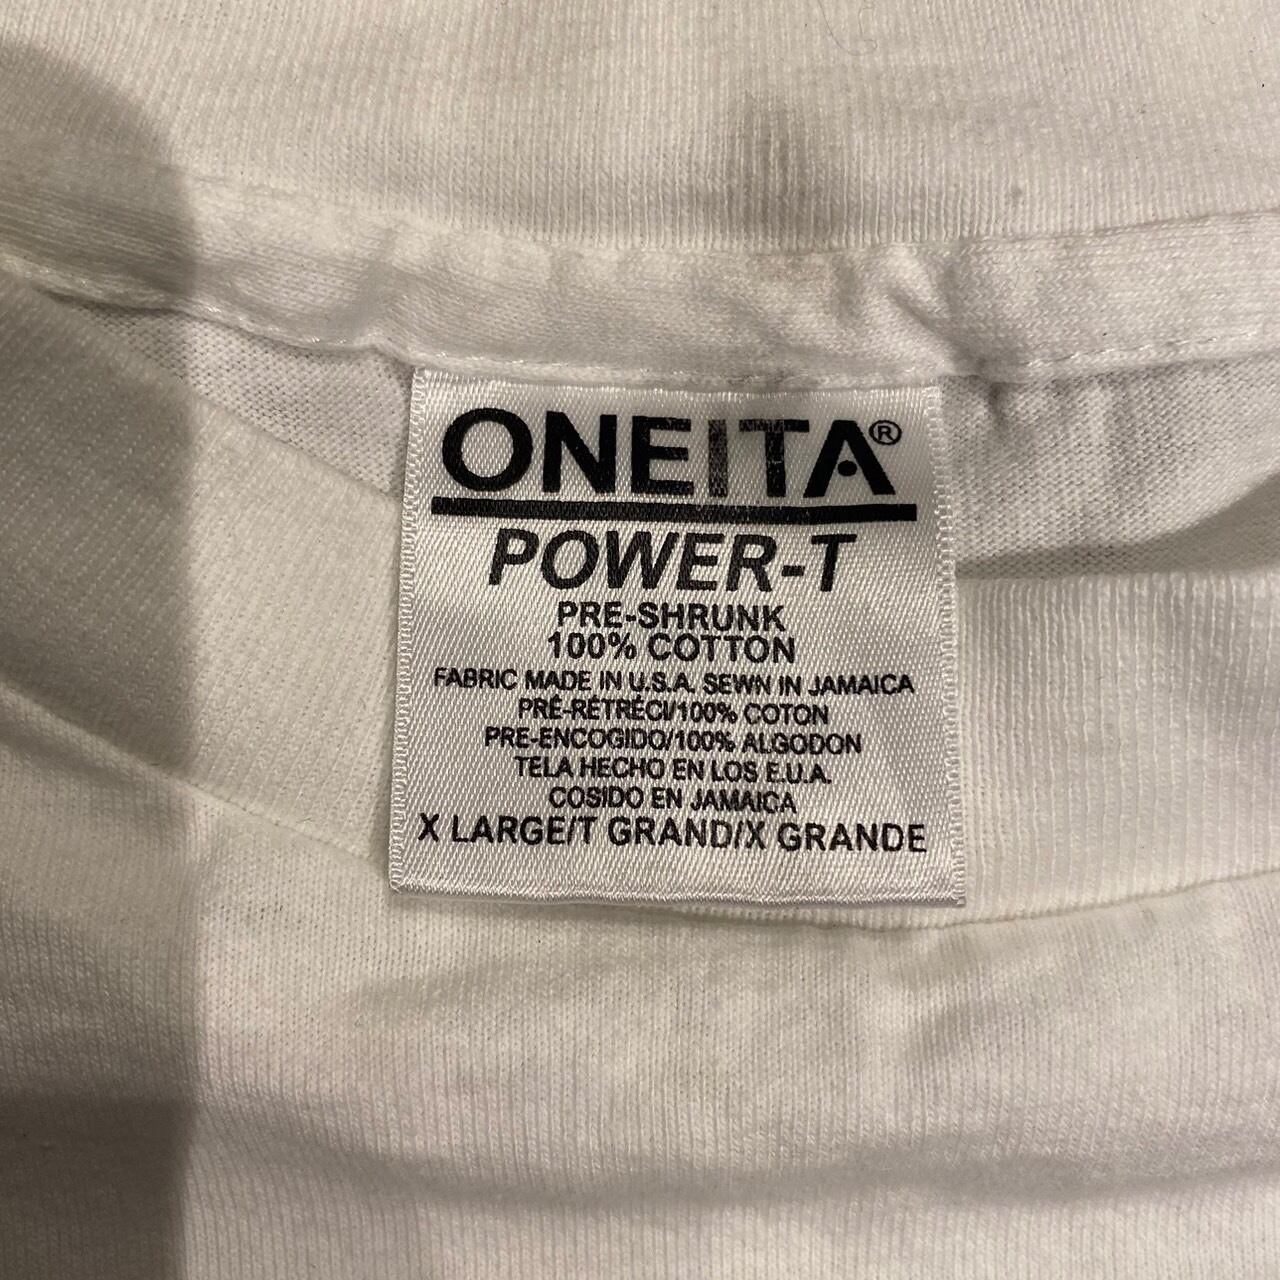 ONEITA®
POWER-T
PRE-SHRUNK
100% COTTON
FABRIC MADE IN U.S.A. SEWN IN JAMAICA
PRÉ-RÉTRÉCI/100% COTON
PRE-ENCOGIDO/100% ALGODON
TELA HECHO EN LOS E.U.A.
COSIDO EN JAMAICA
X LARGE/T GRAND/X GRANDE